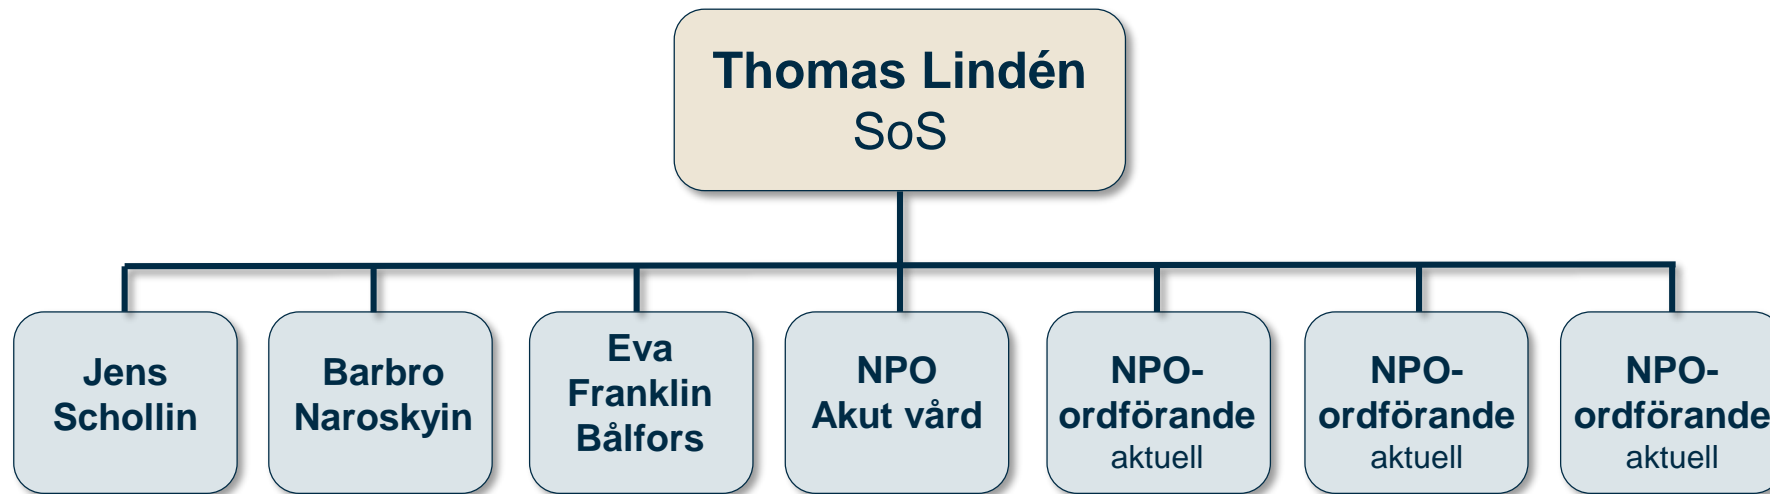 Thomas Lindén
SoS
Jens
Schollin
Barbro
Naroskyin
Eva
Franklin
Bålfors
NPO
Akut vård
NPO-
ordförande
aktuell
NPO-
ordförande
aktuell
NPO-
ordförande
aktuell